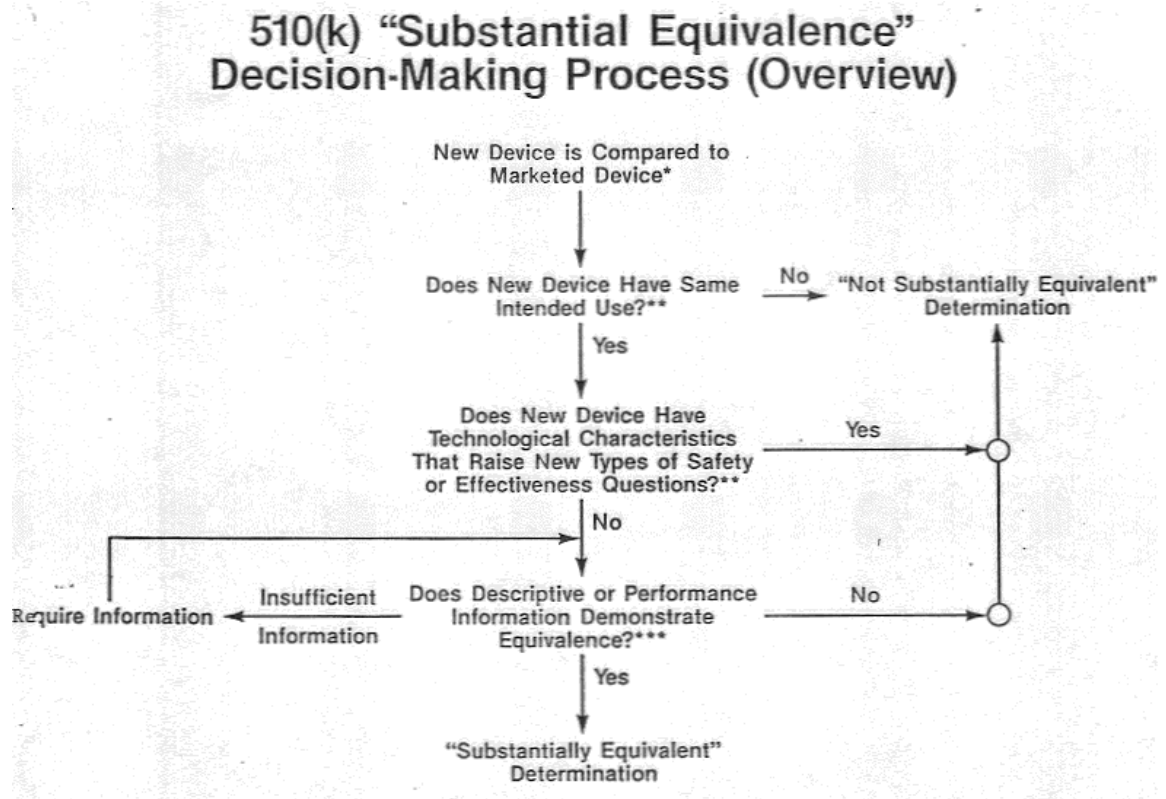 510(k) “Substantial Equivalence”
Decision-Making Process (Overview)
New Device is Compared to
Marketed Device*
Does New Device Have Same
Intended Use?**
No
“Not Substantially Equivalent”
Determination
Yes
Does New Device Have
Technological Characteristics
That Raise New Types of Safety
or Effectiveness Questions?**
Yes
No
Does Descriptive or Performance
Information Demonstrate
Equivalence?***
No
Insufficient
Information
Require Information
Yes
“Substantially Equivalent”
Determination